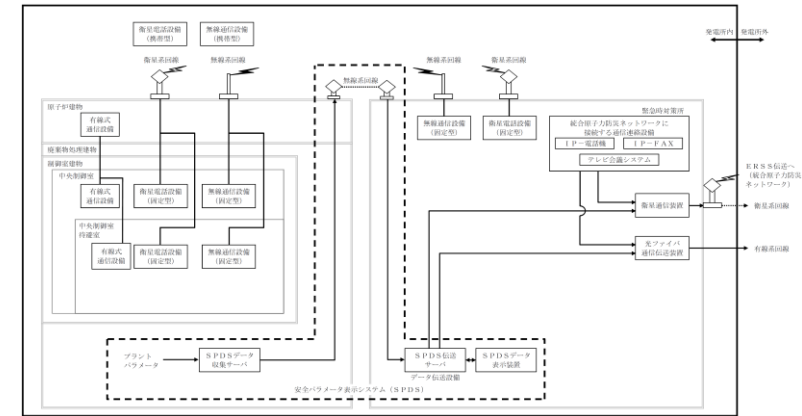 発電所内 発電所外
衛星電話設備
(携帯型)
無線通信設備
(携帯型)
衛星系回線
無線系回線
無線系回線
無線系回線
衛星系回線
原子炉建物
有線式
通信設備
廃棄物処理建物
制御室建物
中央制御室
有線式
通信設備
衛星電話設備
(固定型)
無線通信設備
(固定型)
中央制御室
待避室
有線式
通信設備
衛星電話設備
(固定型)
無線通信設備
(固定型)
無線通信設備
(固定型)
衛星電話設備
(固定型)
緊急時対策所
統合原子力防災ネットワークに
接続する通信連絡設備
IP-電話機
IP-FAX
テレビ会議システム
衛星通信装置
光ファイバ
通信伝送装置
ERSS伝送へ
(統合原子力防災
ネットワーク)
衛星系回線
有線系回線
プラント
パラメータ
SPDSデータ
収集サーバ
SPDS伝送
サーバ
データ伝送設備
SPDSデータ
表示装置
安全パラメータ表示システム(SPDS)